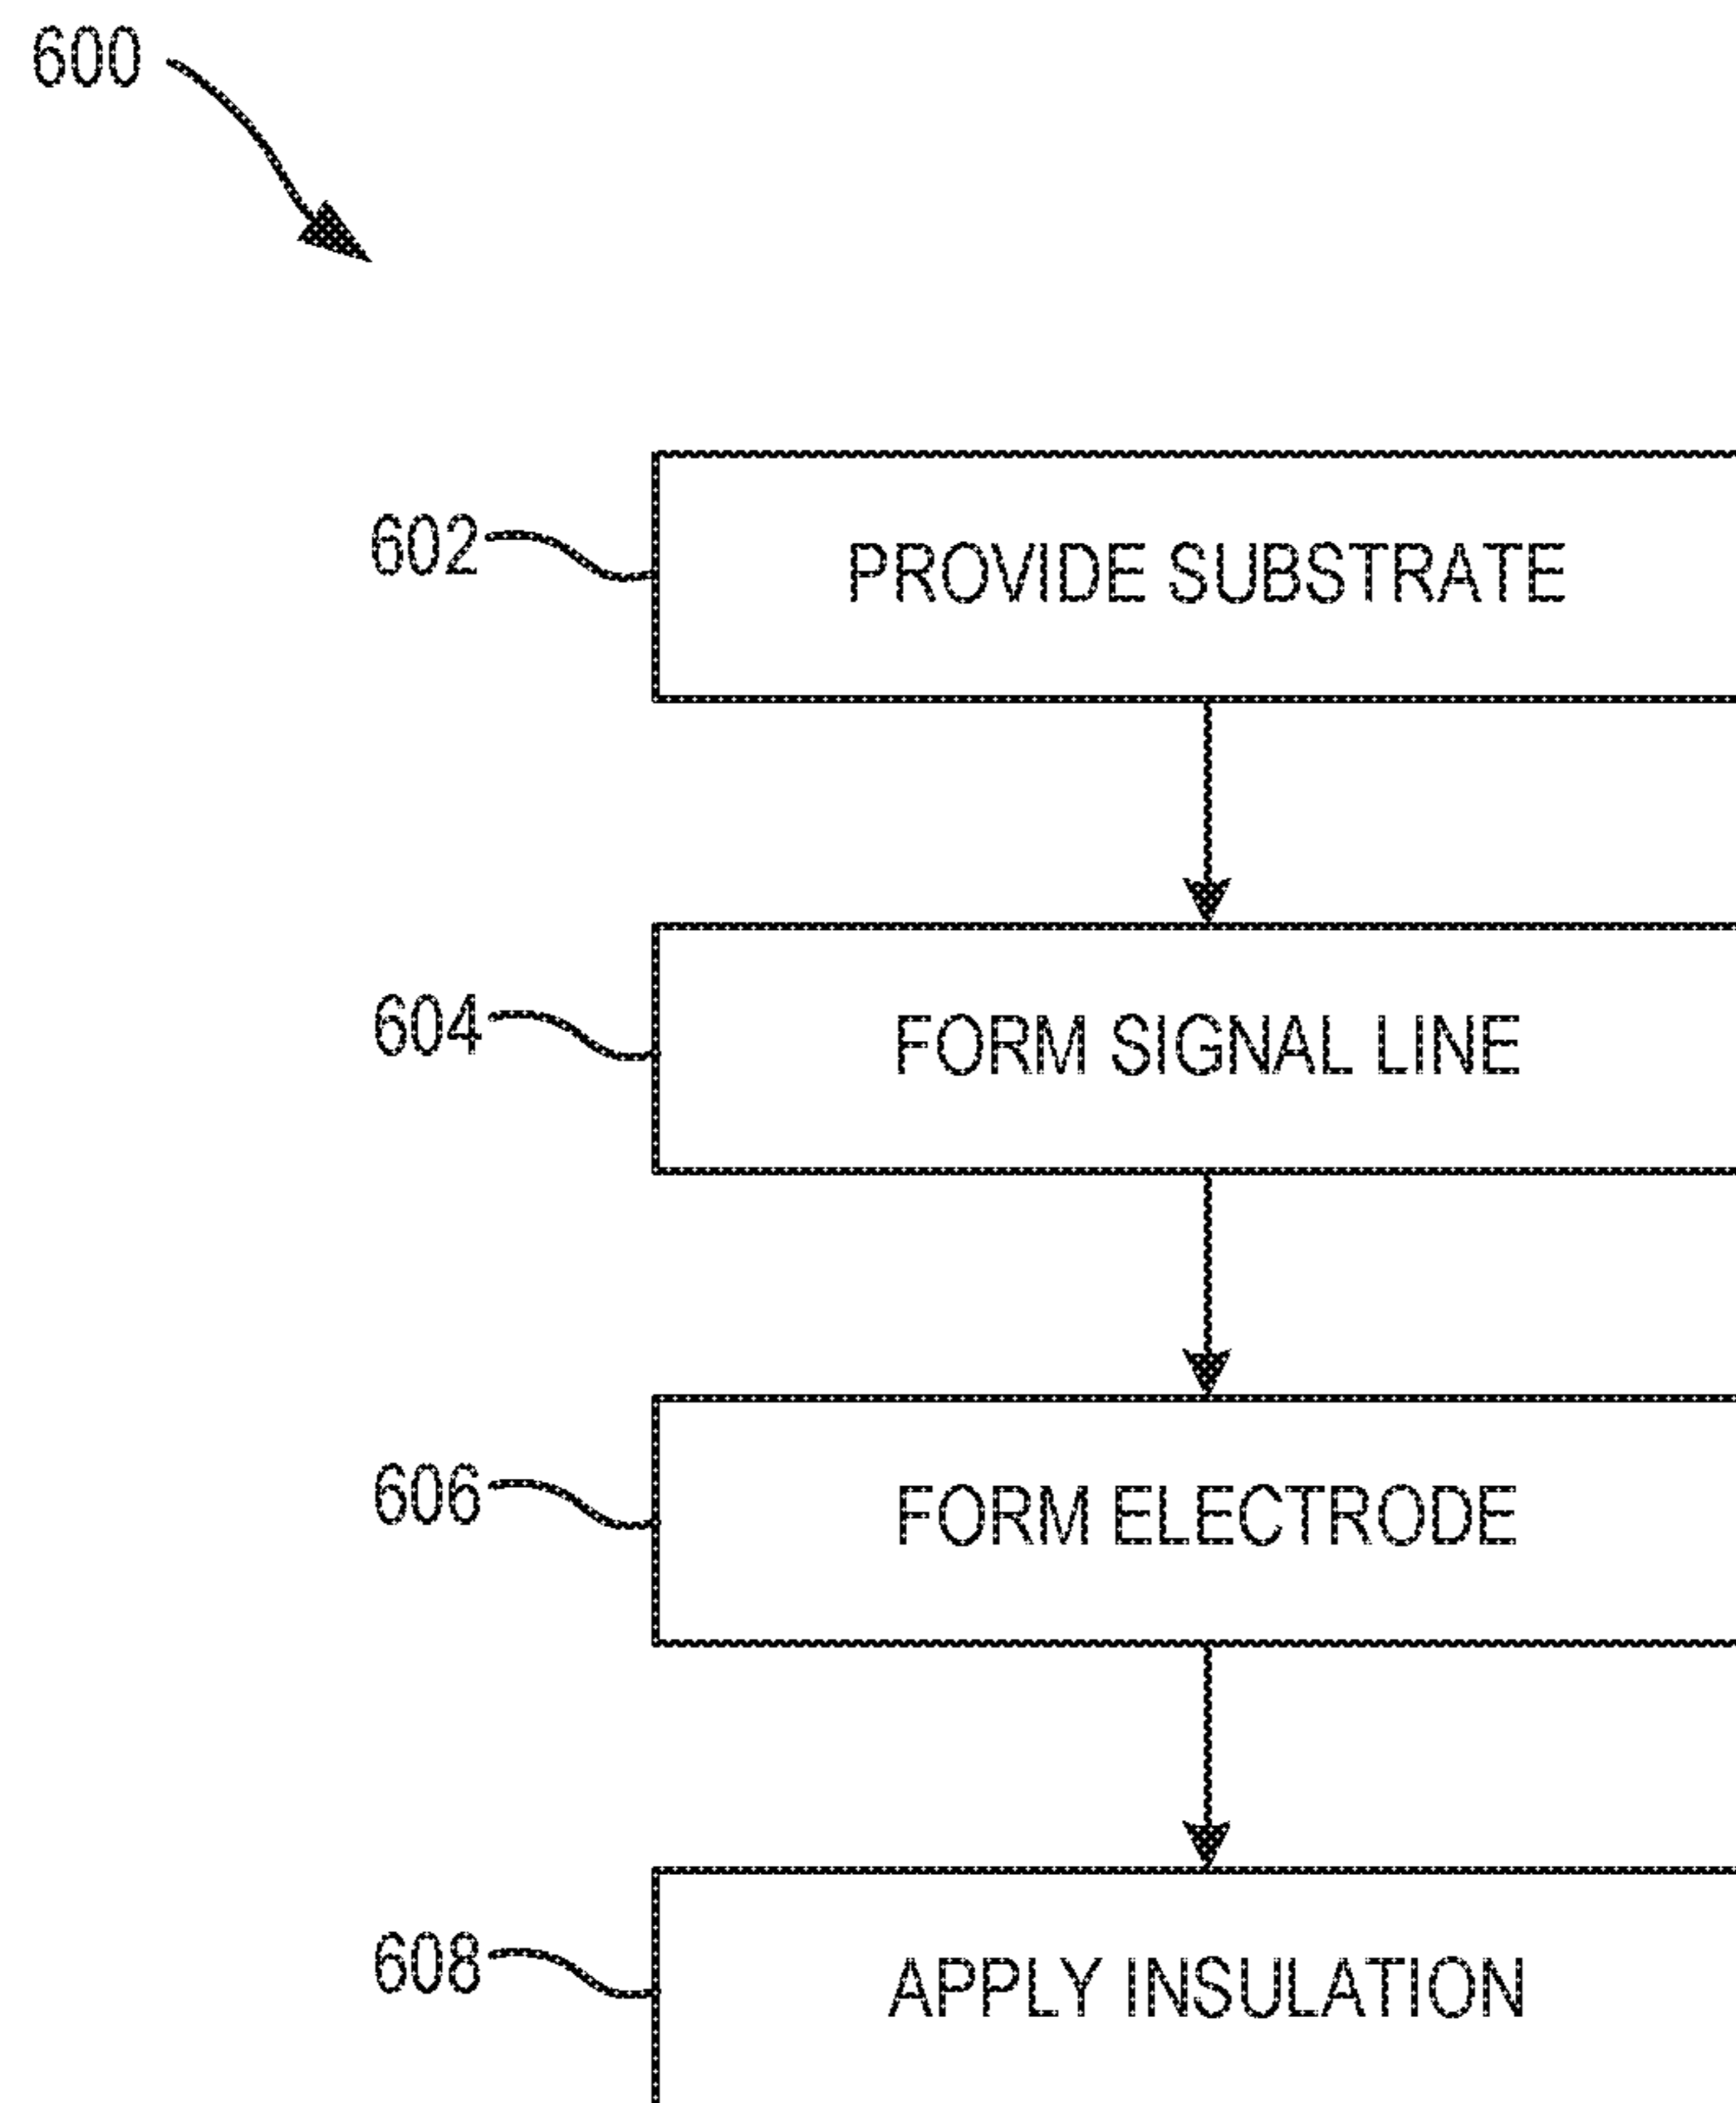 600
602
PROVIDE SUBSTRATE
604
FORM SIGNAL LINE
606
FORM ELECTRODE
608
APPLY INSULATION